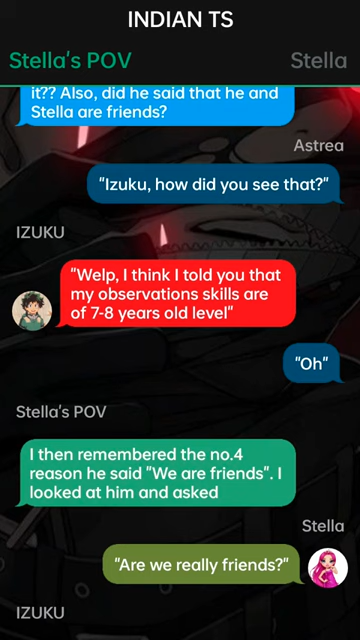 INDIAN TS
Stella's POV
Stella
it?? Also, did he said that he and
Stella are friends?
Astrea
"Izuku, how did you see that?"
IZUKU
"Welp, I think I told you that
my observations skills are
of 7-8 years old level"
"Oh"
Stella's POV
I then remembered the no.4
reason he said "We are friends". I
looked at him and asked
Stella
"Are we really friends?"
IZUKU